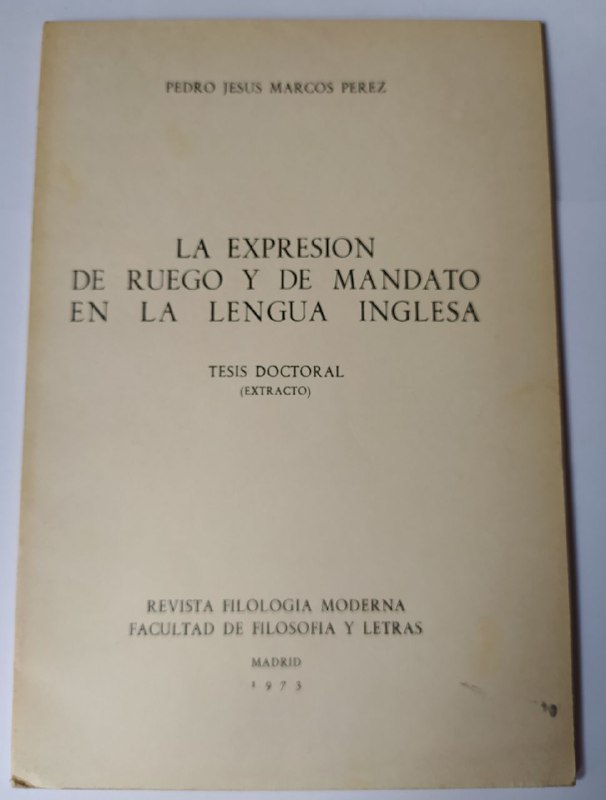 PEDRO JESUS MARCOS PEREZ
LA EXPRESION
DE RUEGO Y DE MANDATO
EN LA LENGUA INGLESA
TESIS DOCTORAL
(EXTRACTO)
REVISTA FILOLOGIA MODERNA
FACULTAD DE FILOSOFIA Y LETRAS
MADRID
1973